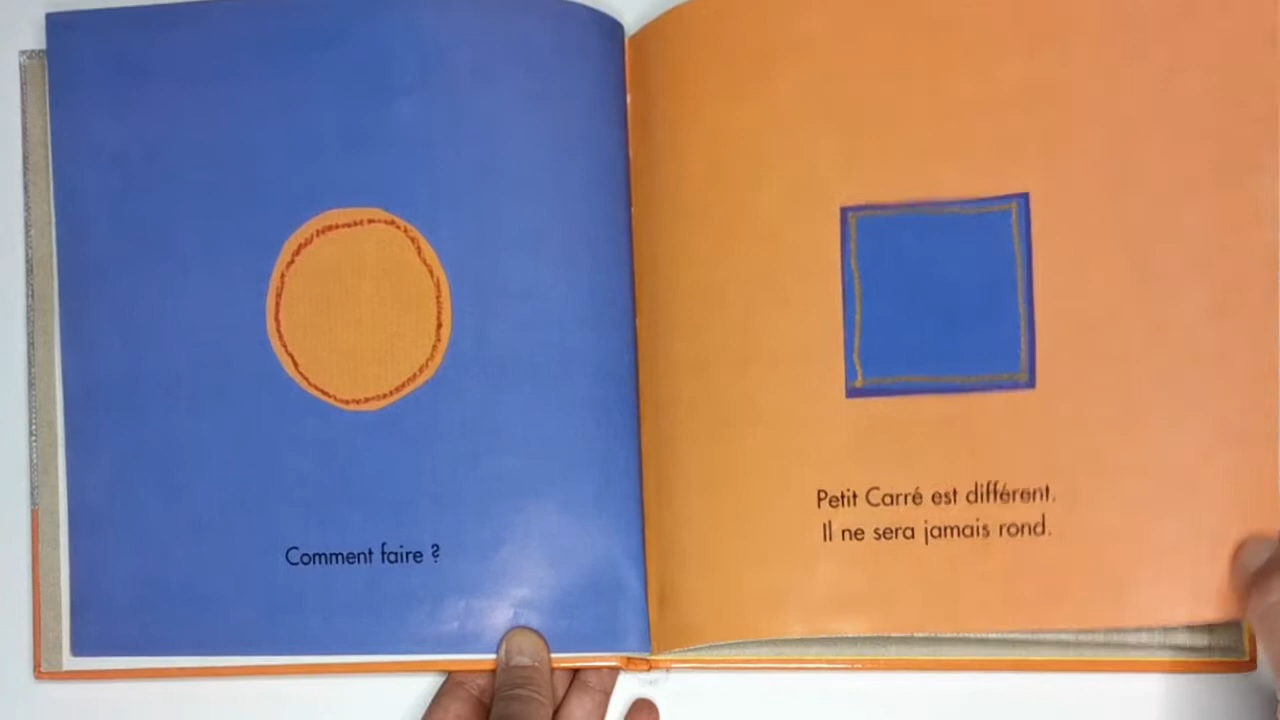 Comment faire ?
Petit Carré est différent.
Il ne sera jamais rond.